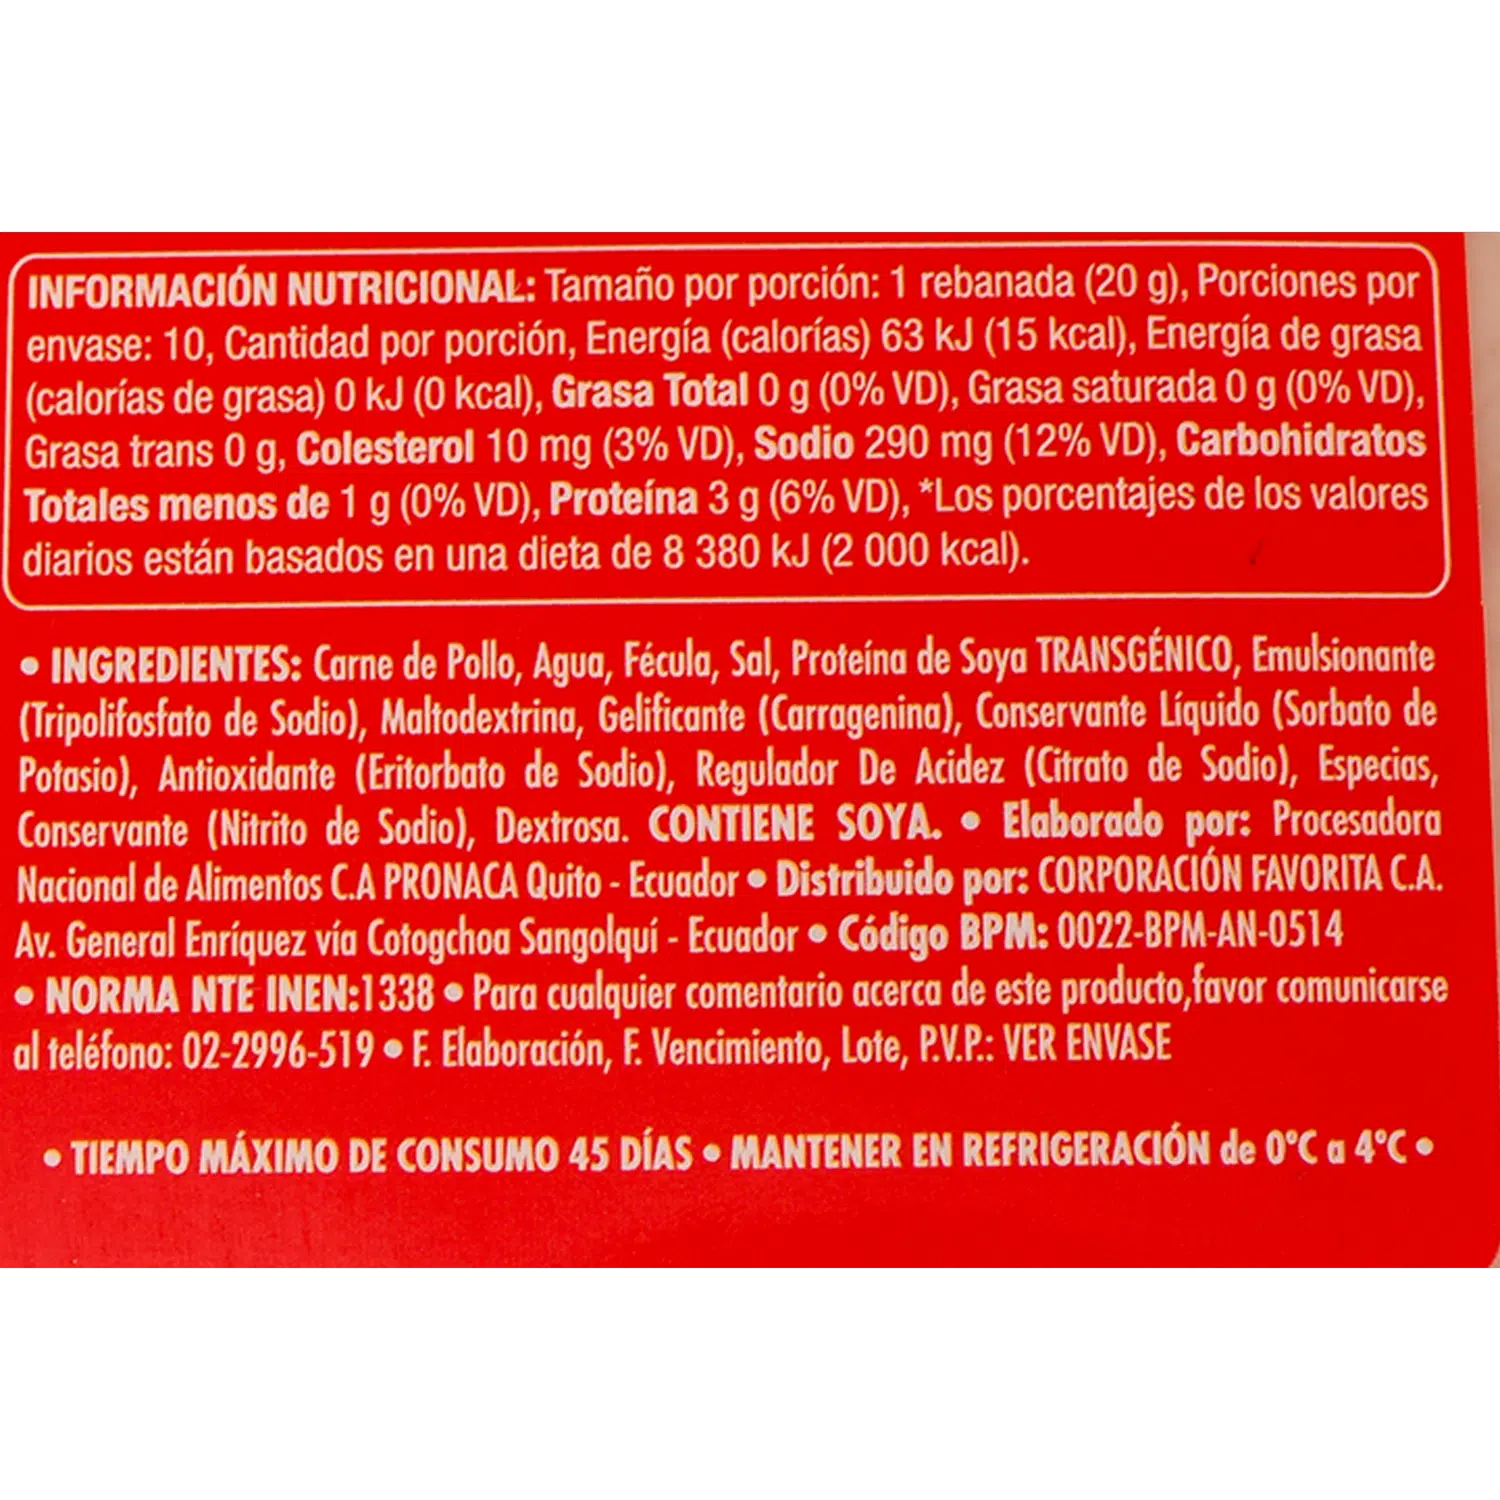 INFORMACIÓN NUTRICIONAL: Tamaño por porción: 1 rebanada (20 g), Porciones por
envase: 10, Cantidad por porción, Energía (calorías) 63 kJ (15 kcal), Energía de grasa
(calorías de grasa) 0 kJ (0 kcal), Grasa Total 0 g (0% VD), Grasa saturada 0 g (0% VD),
Grasa trans 0 g, Colesterol 10 mg (3% VD), Sodio 290 mg (12% VD), Carbohidratos
Totales menos de 1 g (0% VD), Proteína 3 g (6% VD), *Los porcentajes de los valores
diarios están basados en una dieta de 8 380 kJ (2 000 kcal).
• INGREDIENTES: Carne de Pollo, Agua, Fécula, Sal, Proteína de Soya TRANSGÉNICO, Emulsionante
(Tripolifosfato de Sodio), Maltodextrina, Gelificante (Carragenina), Conservante Líquido (Sorbato de
Potasio), Antioxidante (Eritorbato de Sodio), Regulador De Acidez (Citrato de Sodio), Especias,
Conservante (Nitrito de Sodio), Dextrosa. CONTIENE SOYA. • Elaborado por: Procesadora
Nacional de Alimentos C.A PRONACA Quito - Ecuador • Distribuido por: CORPORACIÓN FAVORITA C.A.
Av. General Enríquez vía Cotogchoa Sangolquí - Ecuador • Código BPM: 0022-BPM-AN-0514
• NORMA NTE INEN:1338 • Para cualquier comentario acerca de este producto,favor comunicarse
al teléfono: 02-2996-519 • F. Elaboración, F. Vencimiento, Lote, P.V.P.: VER ENVASE
• TIEMPO MÁXIMO DE CONSUMO 45 DÍAS • MANTENER EN REFRIGERACIÓN de 0°C a 4°C •